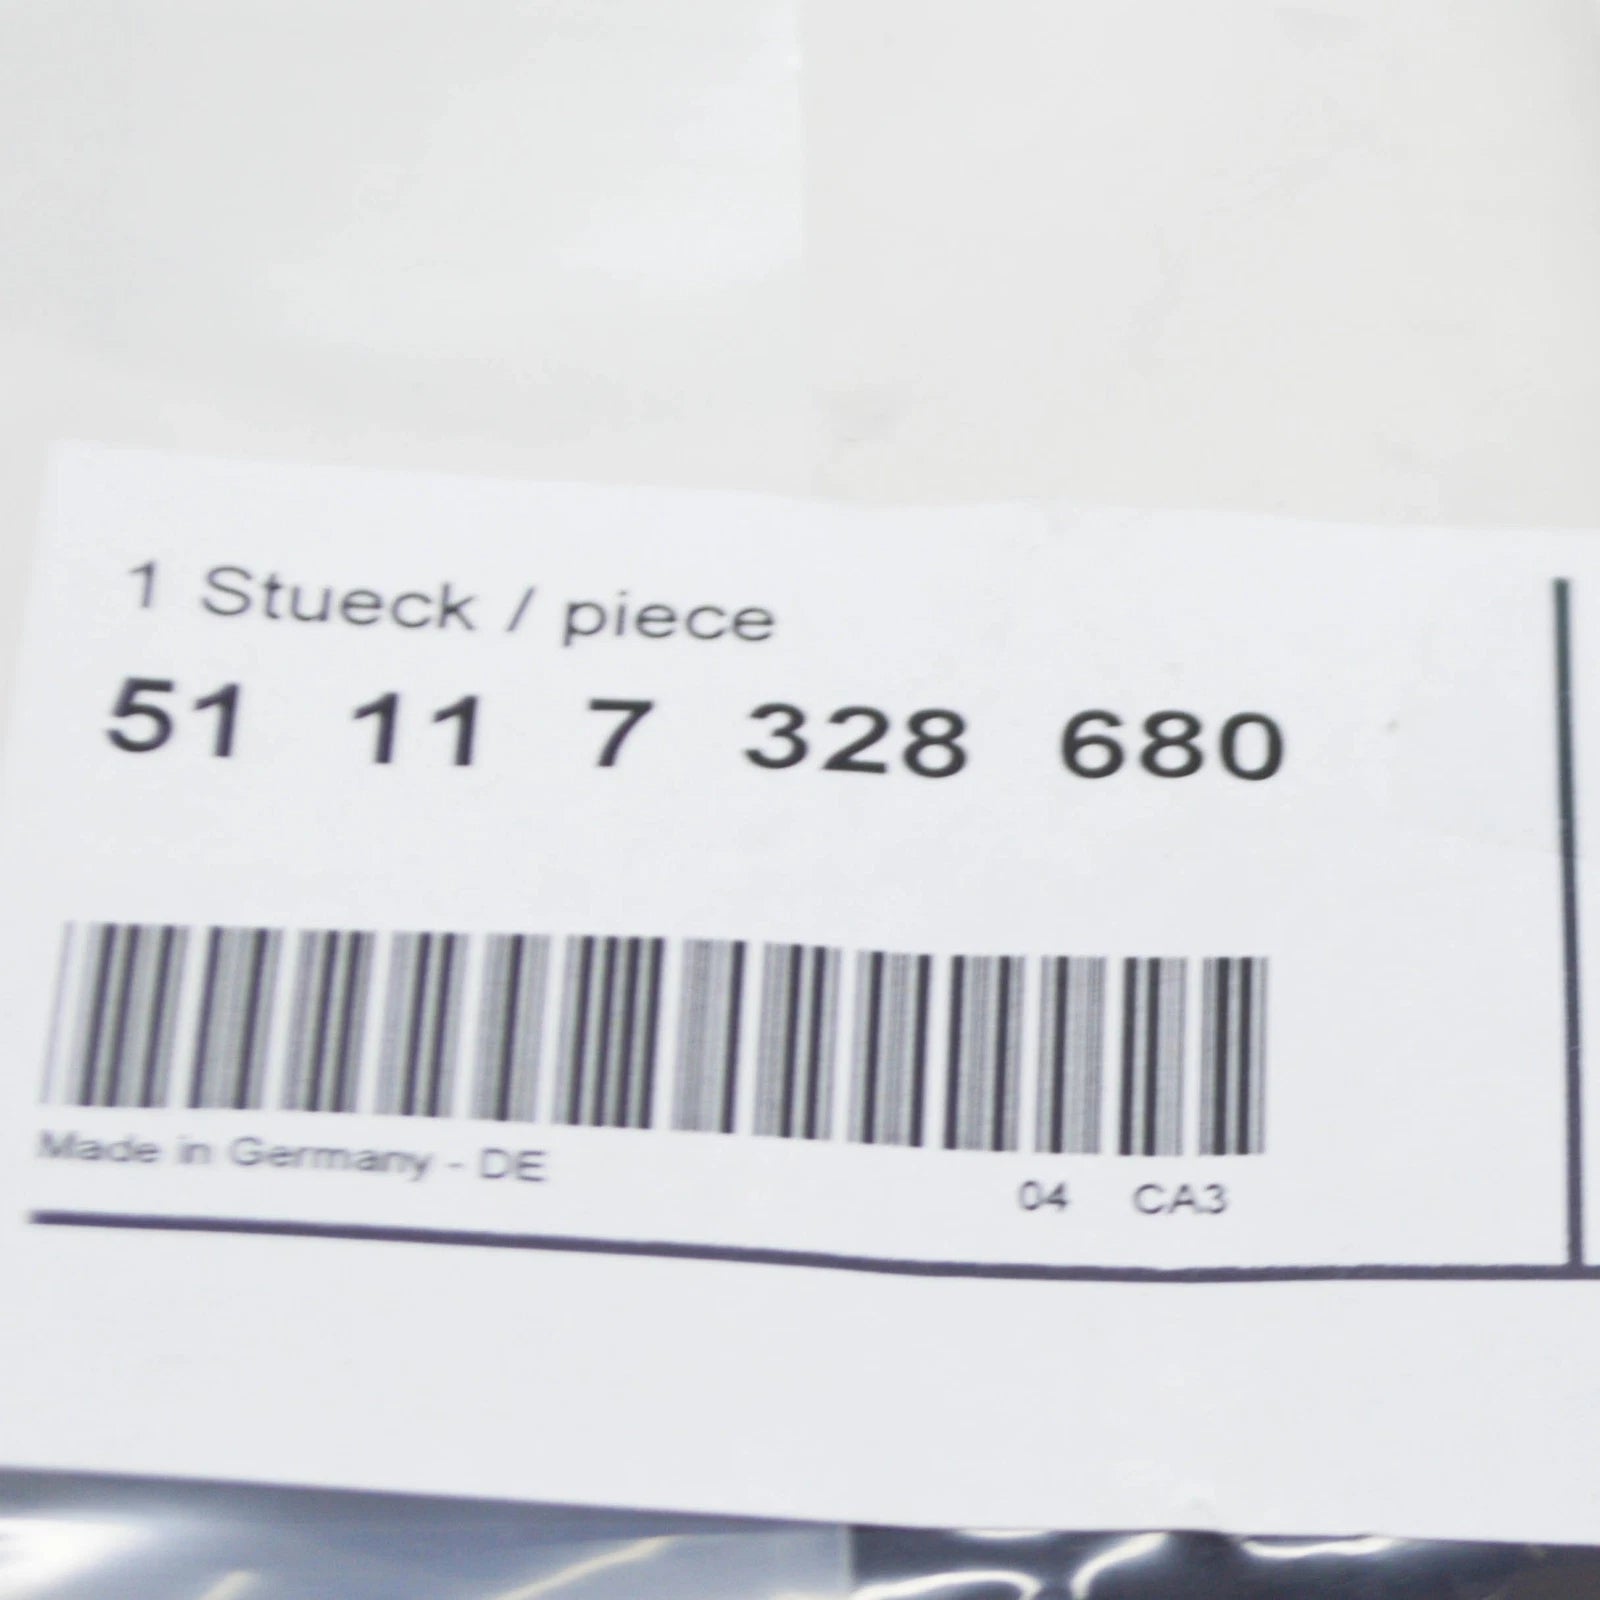 1 Stueck / piece
51 11 7 328 680
Made in Germany - DE
04 CA3